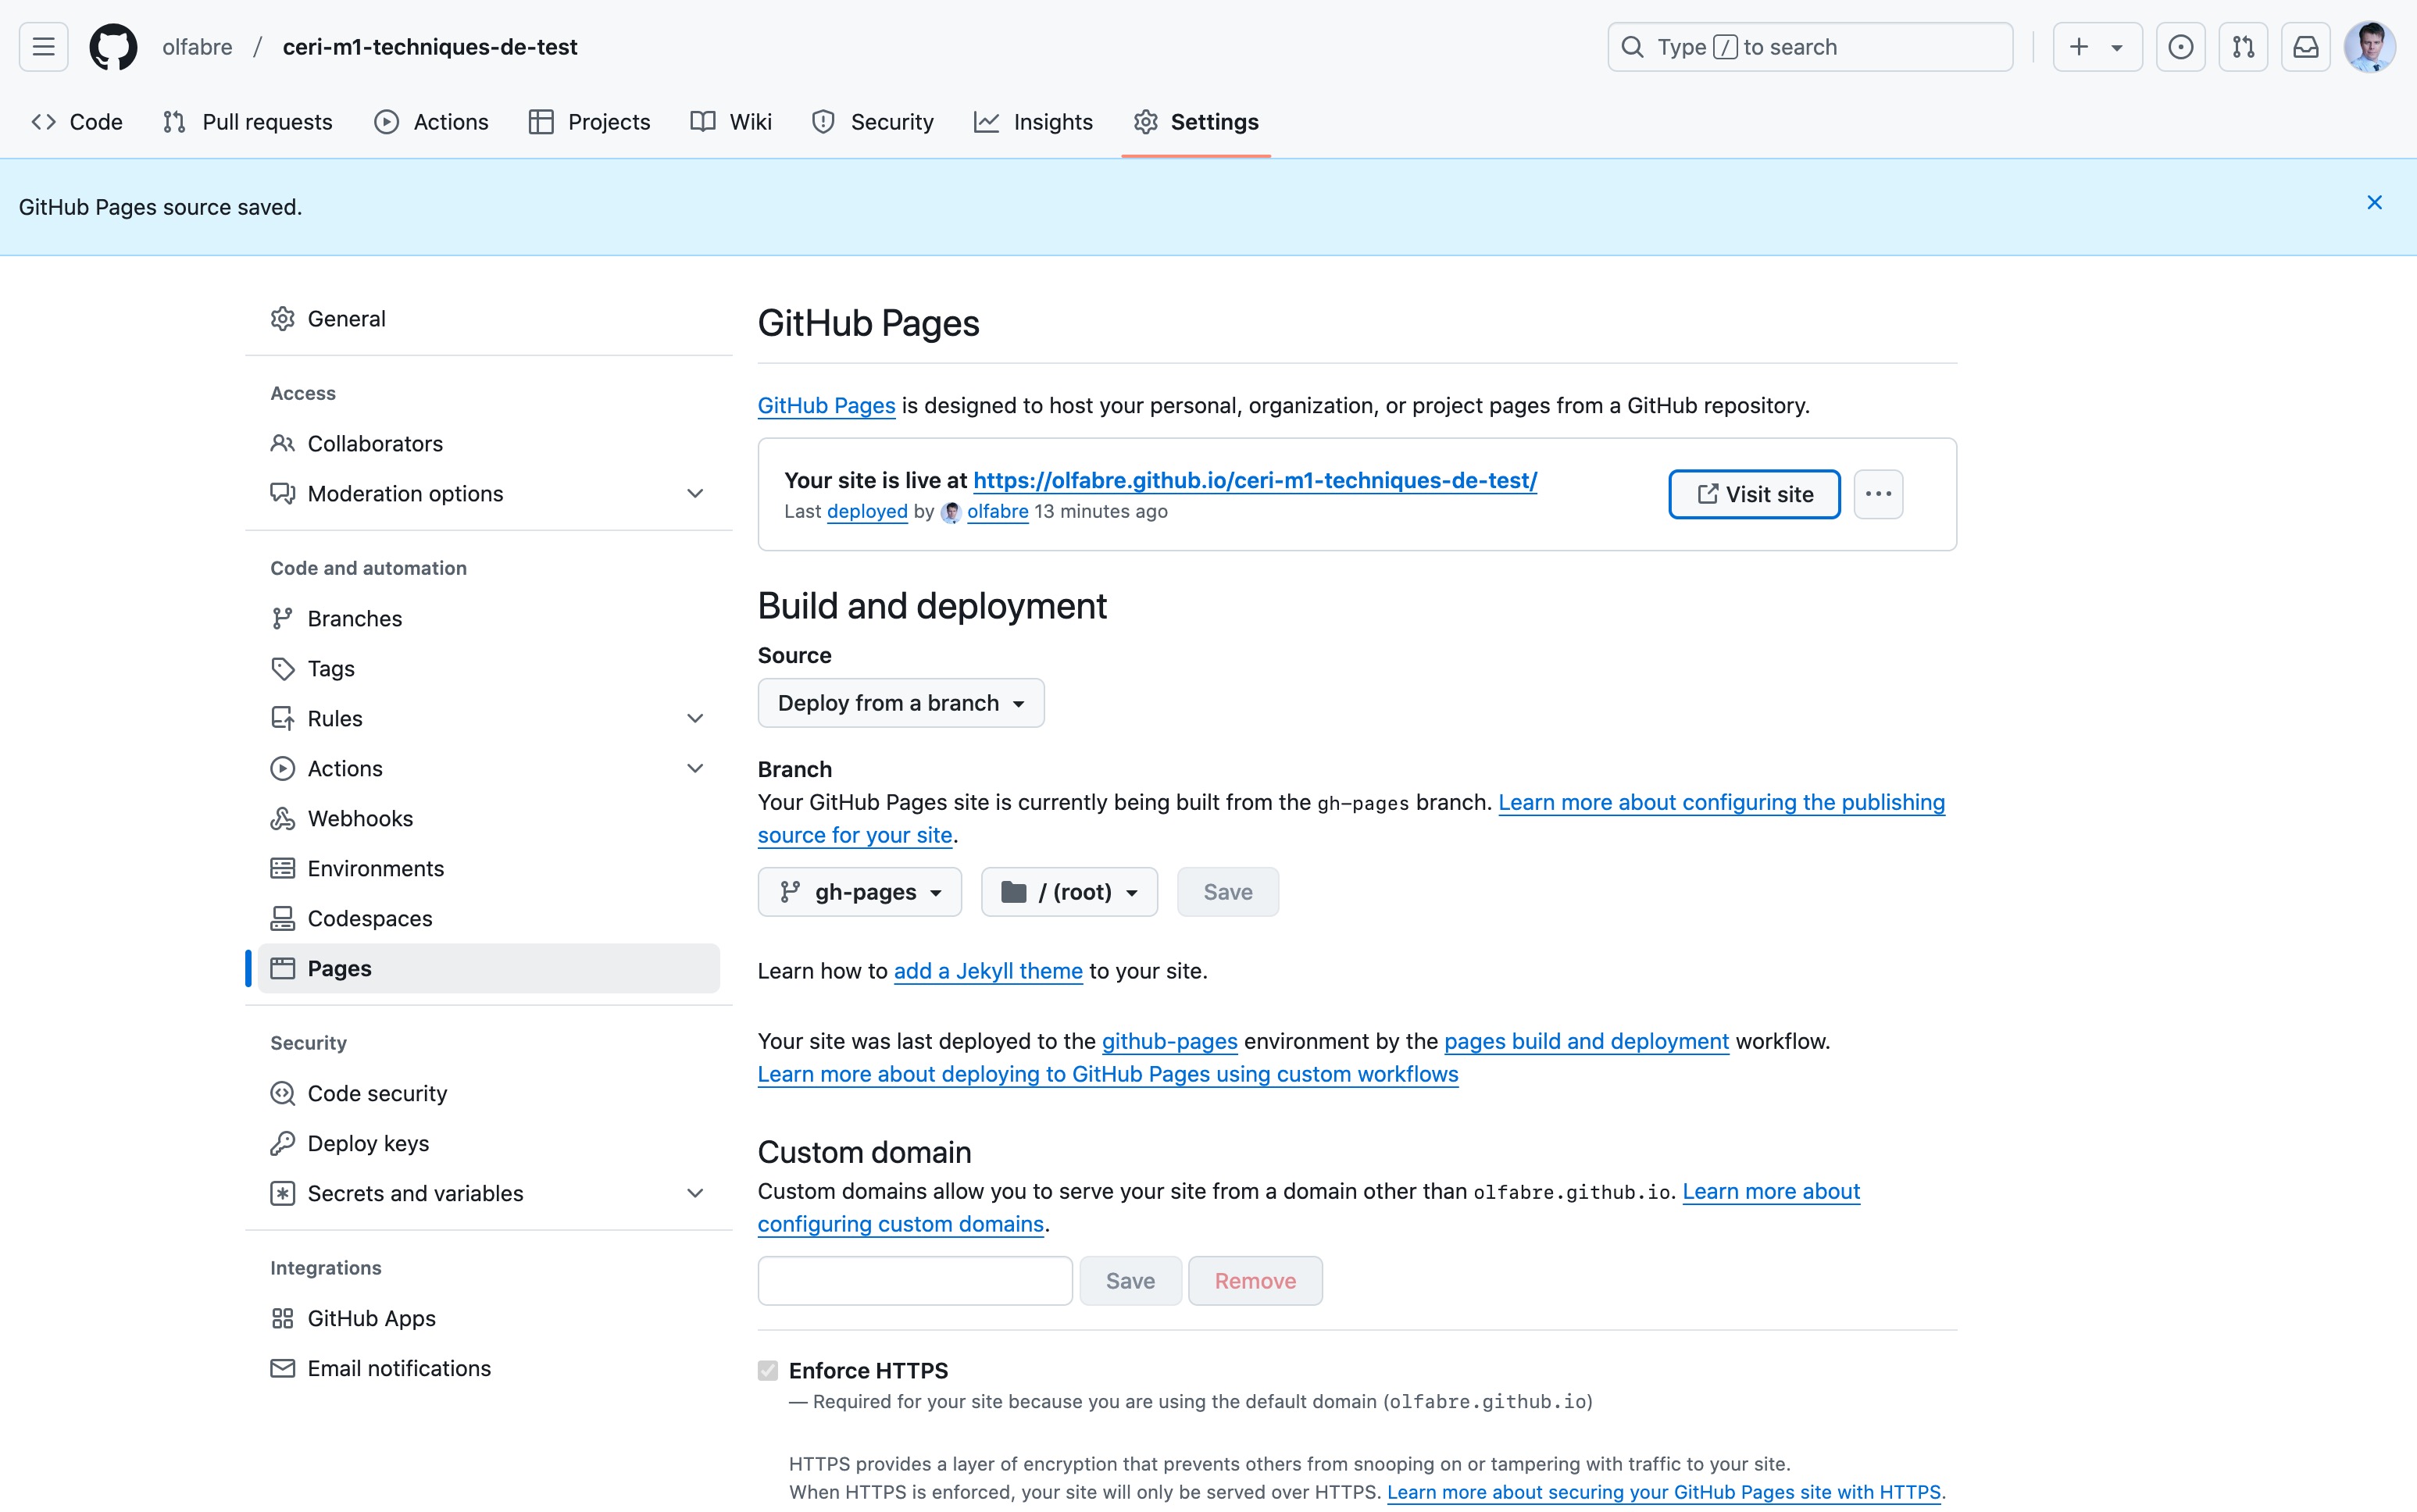 olfabre / ceri-m1-techniques-de-test
Type / to search
Code Pull requests Actions Projects Wiki Security Insights Settings
GitHub Pages source saved.
General
Access
Collaborators
Moderation options
Code and automation
Branches
Tags
Rules
Actions
Webhooks
Environments
Codespaces
Pages
Security
Code security
Deploy keys
Secrets and variables
Integrations
GitHub Apps
Email notifications
GitHub Pages
GitHub Pages is designed to host your personal, organization, or project pages from a GitHub repository.
Your site is live at https://olfabre.github.io/ceri-m1-techniques-de-test/
Last deployed by olfabre 13 minutes ago
Visit site
Build and deployment
Source
Deploy from a branch
Branch
Your GitHub Pages site is currently being built from the gh-pages branch. Learn more about configuring the publishing
source for your site.
gh-pages / (root) Save
Learn how to add a Jekyll theme to your site.
Your site was last deployed to the github-pages environment by the pages build and deployment workflow.
Learn more about deploying to GitHub Pages using custom workflows
Custom domain
Custom domains allow you to serve your site from a domain other than olfabre.github.io. Learn more about
configuring custom domains.
Save Remove
Enforce HTTPS
— Required for your site because you are using the default domain (olfabre.github.io)
HTTPS provides a layer of encryption that prevents others from snooping on or tampering with traffic to your site.
When HTTPS is enforced, your site will only be served over HTTPS. Learn more about securing your GitHub Pages site with HTTPS.